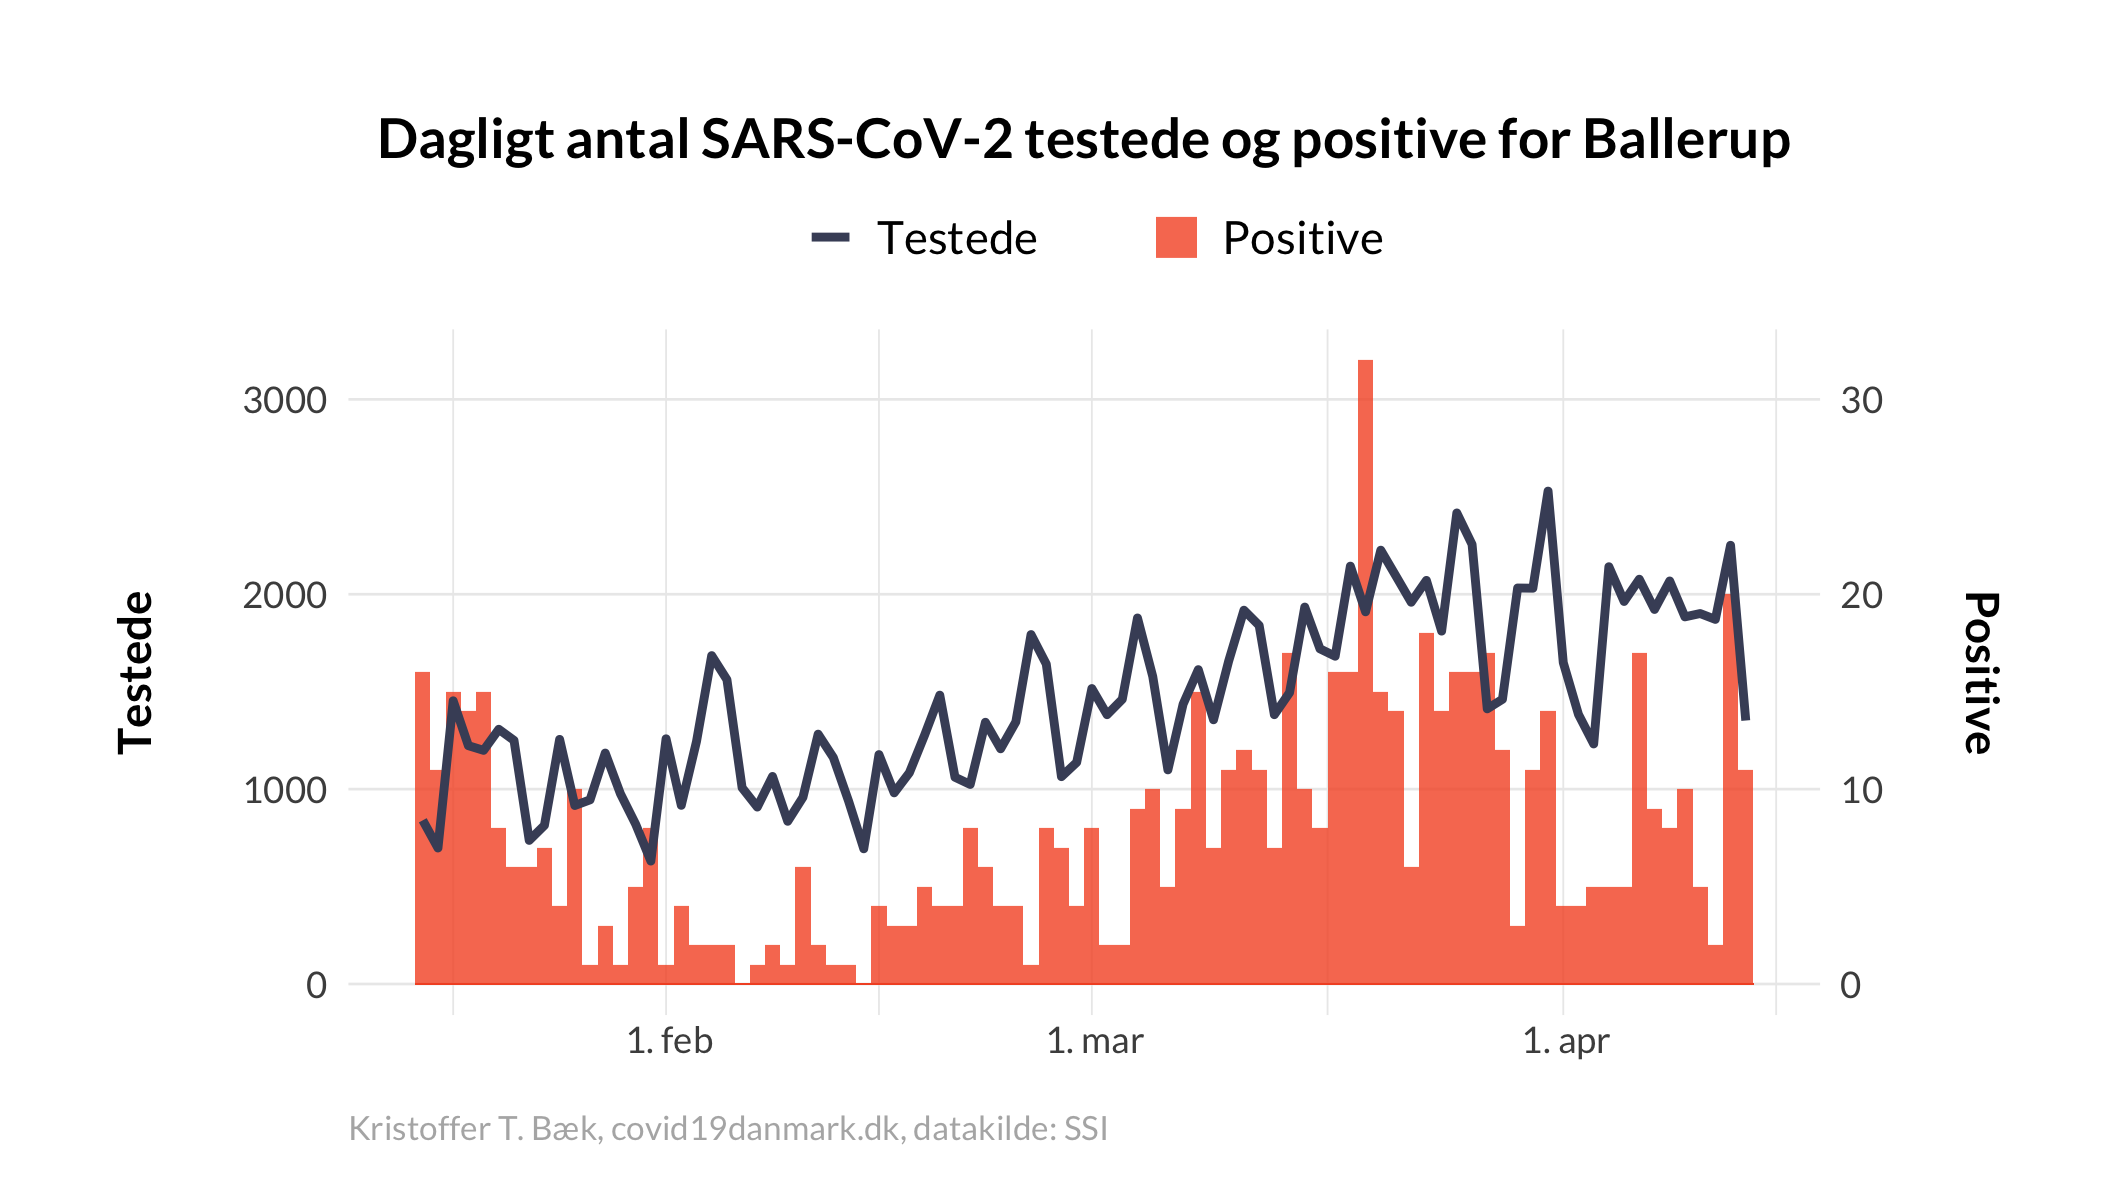 Dagligt antal SARS-CoV-2 testede og positive for Ballerup
Testede
Positive
3000
2000
1000
0
Testede
30
20
10
0
Positive
1. feb
1. mar
1. apr
Kristoffer T. Bæk, covid19danmark.dk, datakilde: SSI